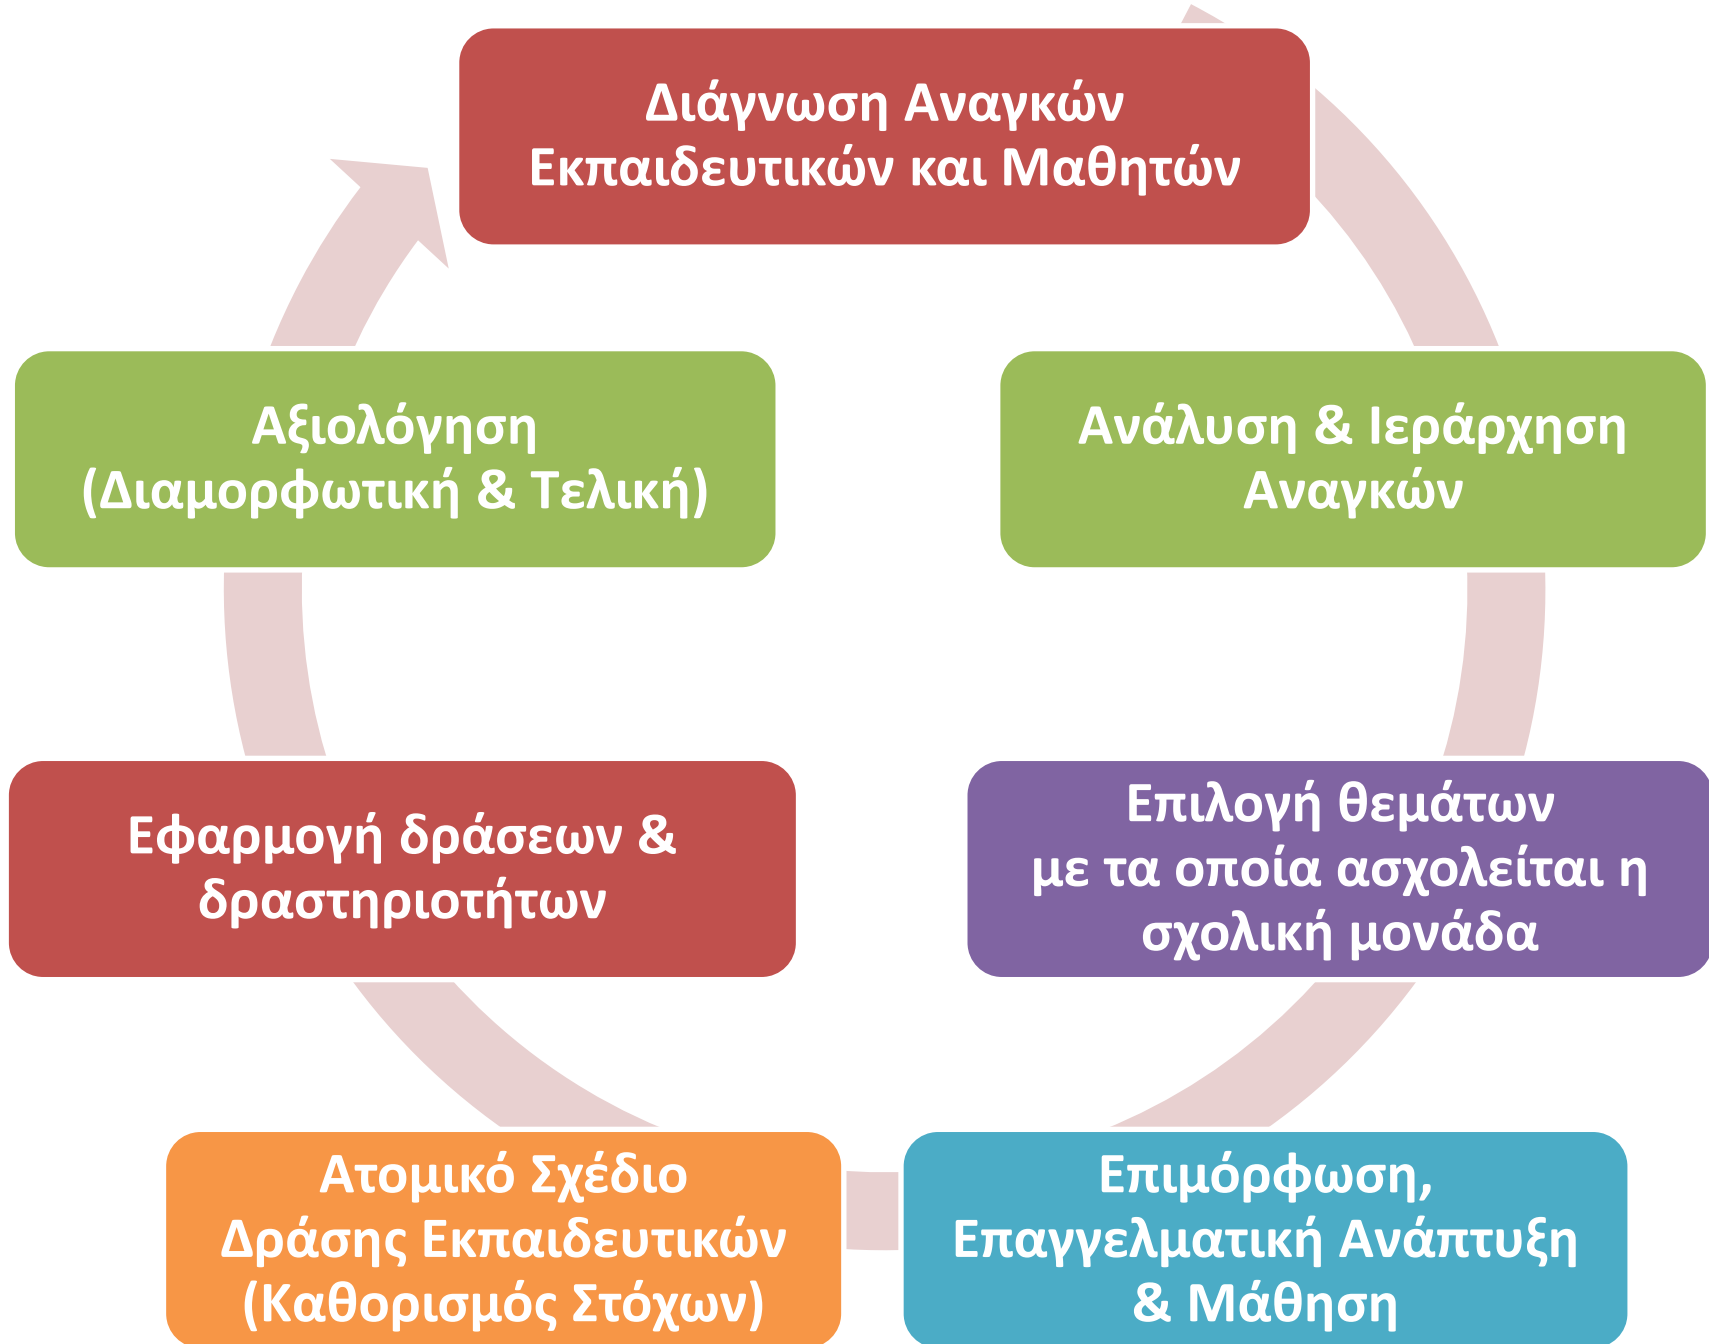 Διάγνωση Αναγκών
Εκπαιδευτικών και Μαθητών
Ανάλυση & Ιεράρχηση
Αναγκών
Επιλογή θεμάτων
με τα οποία ασχολείται η
σχολική μονάδα
Επιμόρφωση,
Επαγγελματική Ανάπτυξη
& Μάθηση
Ατομικό Σχέδιο
Δράσης Εκπαιδευτικών
(Καθορισμός Στόχων)
Εφαρμογή δράσεων &
δραστηριοτήτων
Αξιολόγηση
(Διαμορφωτική & Τελική)